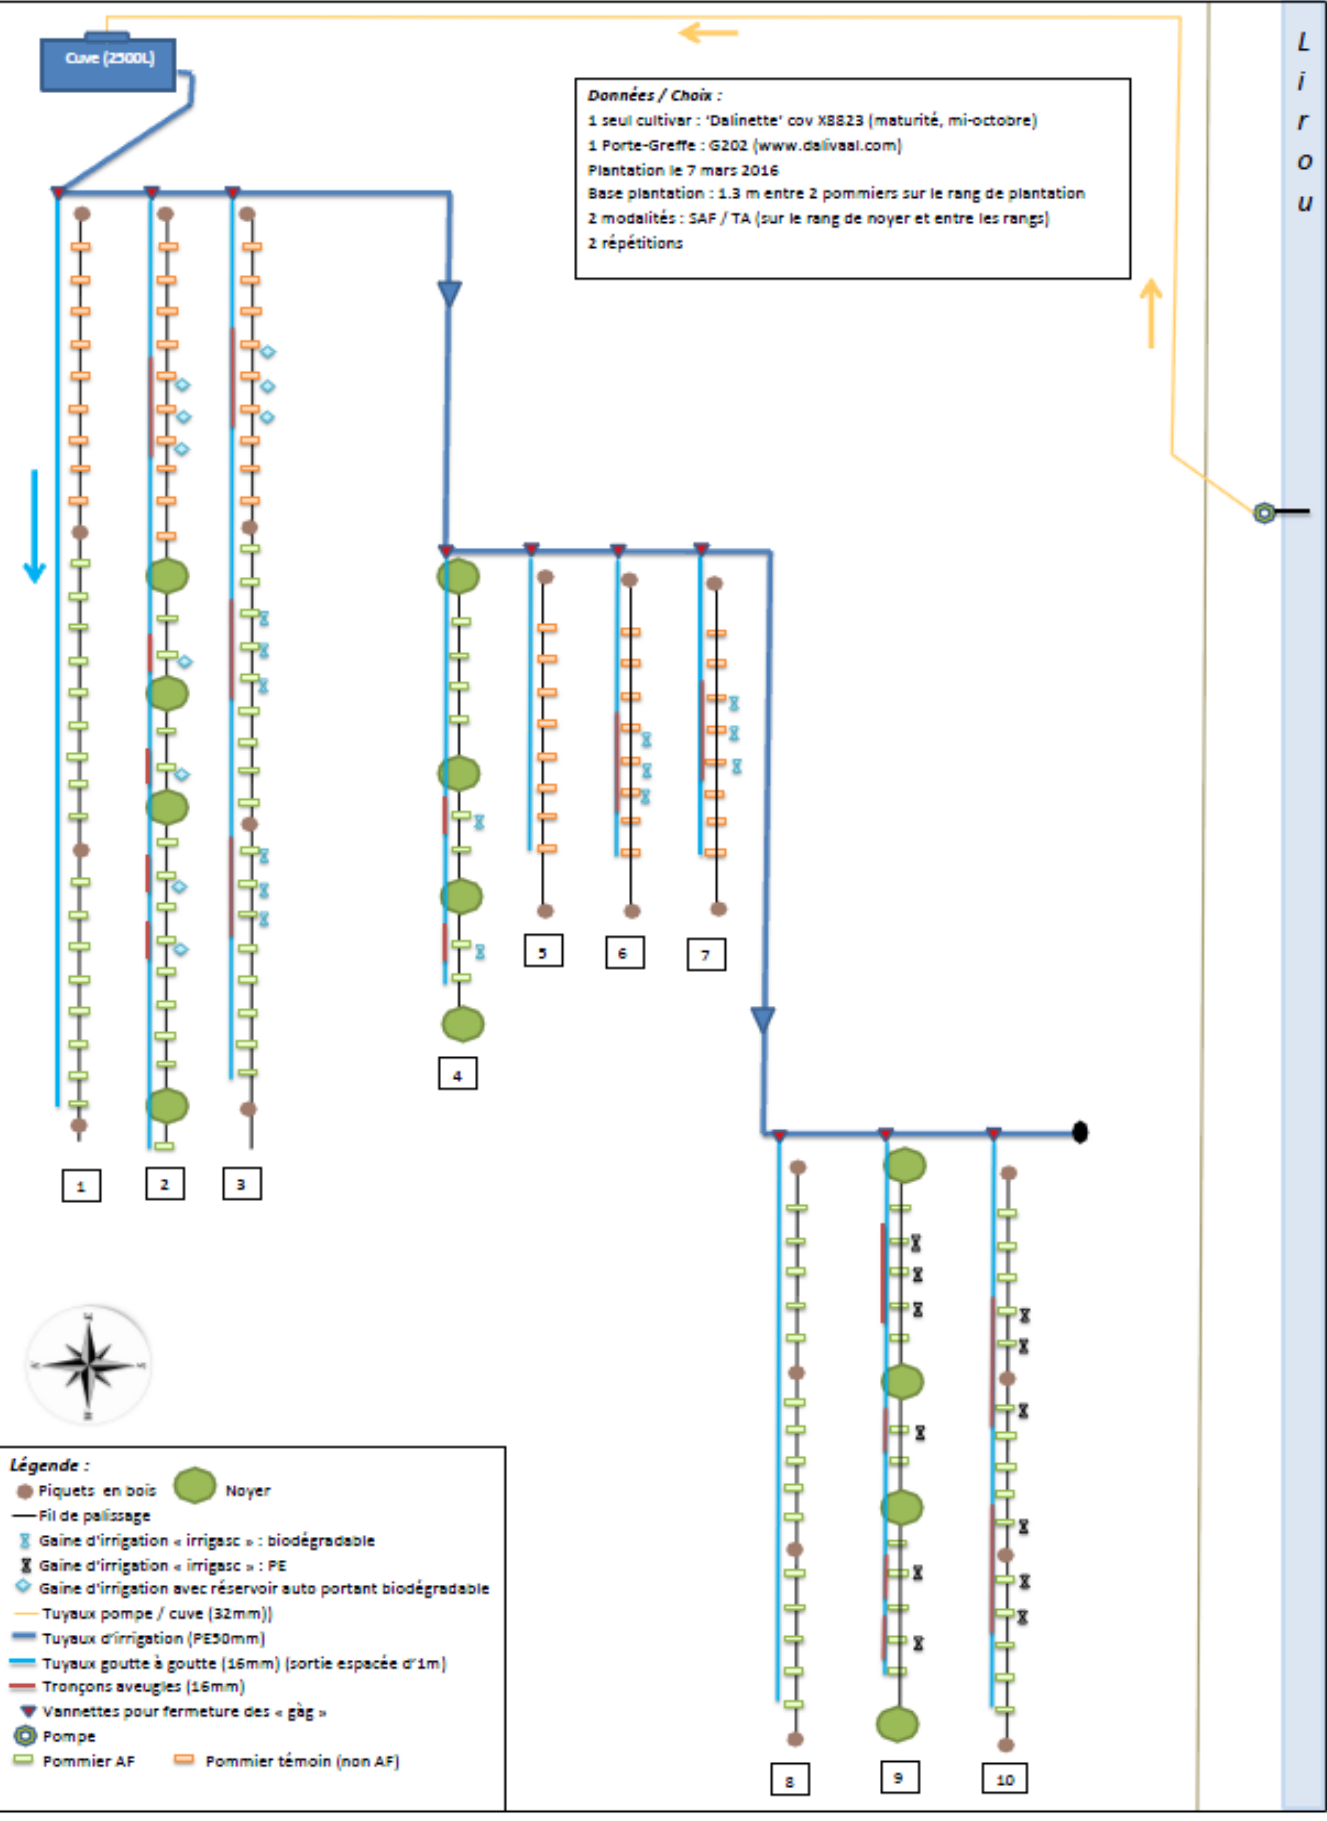 Cuve (2500L)
L
i
r
o
u
Données / Choix :
1 seul cultivar : 'Dalinette' cov X8823 (maturité, mi-octobre)
1 Porte-Greffe : G202 (www.dalivaal.com)
Plantation le 7 mars 2016
Base plantation : 1.3 m entre 2 pommiers sur le rang de plantation
2 modalités : SAF / TA (sur le rang de noyer et entre les rangs)
2 répétitions
5
6
7
4
1
2
3
8
9
10
Légende :
Piquets en bois
Noyer
Fil de palissage
Gaine d'irrigation « irrigasc » : biodégradable
Gaine d'irrigation « irrigasc » : PE
Gaine d'irrigation avec réservoir auto portant biodégradable
Tuyaux pompe / cuve (32mm))
Tuyaux d'irrigation (PE50mm)
Tuyaux goutte à goutte (16mm) (sortie espacée d'1m)
Tronçons aveugles (16mm)
Vannettes pour fermeture des « gàg »
Pompe
Pommier AF
Pommier témoin (non AF)